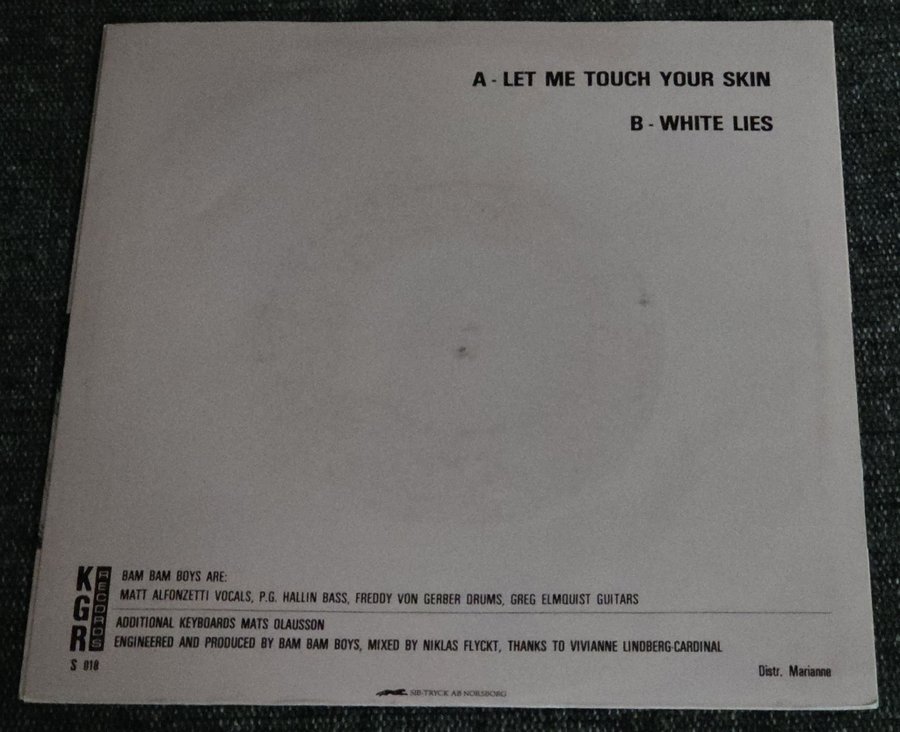 A - LET ME TOUCH YOUR SKIN
B - WHITE LIES
KGR RECORDS
S 018
BAM BAM BOYS ARE:
MATT ALFONZETTI VOCALS, P.G. HALLIN BASS, FREDDY VON GERBER DRUMS, GREG ELMQUIST GUITARS
ADDITIONAL KEYBOARDS MATS OLAUSSON
ENGINEERED AND PRODUCED BY BAM BAM BOYS, MIXED BY NIKLAS FLYCKT, THANKS TO VIVIANNE LINDBERG-CARDINAL
Distr. Marianne
SIB-TRYCK AB NORSBORG